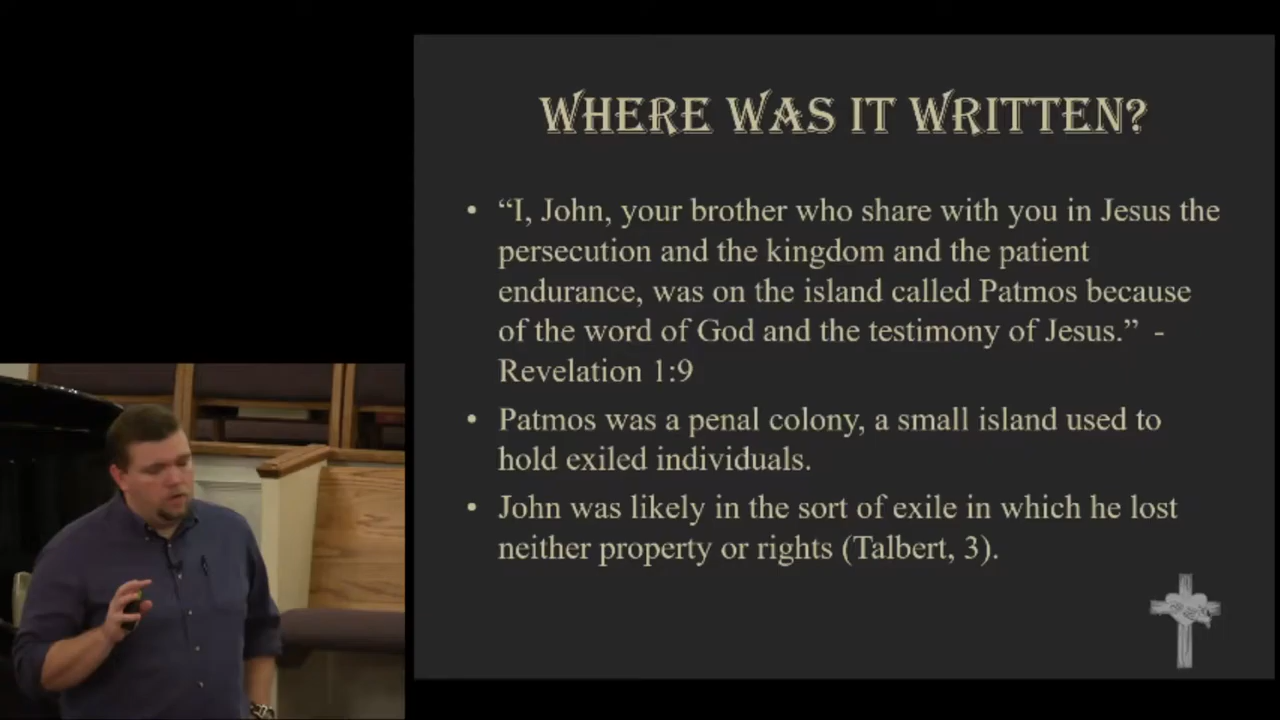 WHERE WAS IT WRITTEN?
• “I, John, your brother who share with you in Jesus the
persecution and the kingdom and the patient
endurance, was on the island called Patmos because
of the word of God and the testimony of Jesus.” -
Revelation 1:9
• Patmos was a penal colony, a small island used to
hold exiled individuals.
• John was likely in the sort of exile in which he lost
neither property or rights (Talbert, 3).